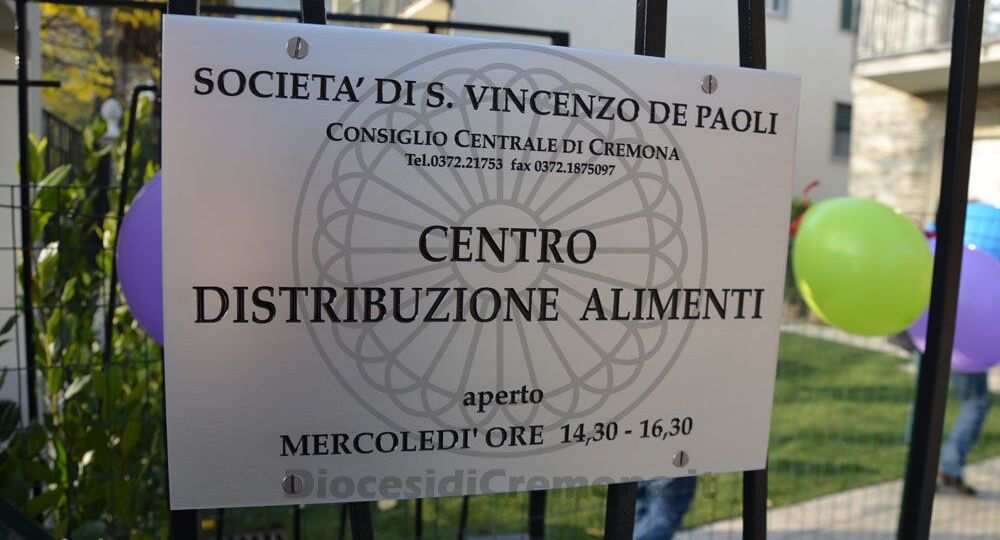 SOCIETA' DI S. VINCENZO DE PAOLI
CONSIGLIO CENTRALE DI CREMONA
Tel.0372.21753 fax 0372.1875097
CENTRO
DISTRIBUZIONE ALIMENTI
aperto
MERCOLEDI' ORE 14,30 - 16,30
DiocesidiCremona.it